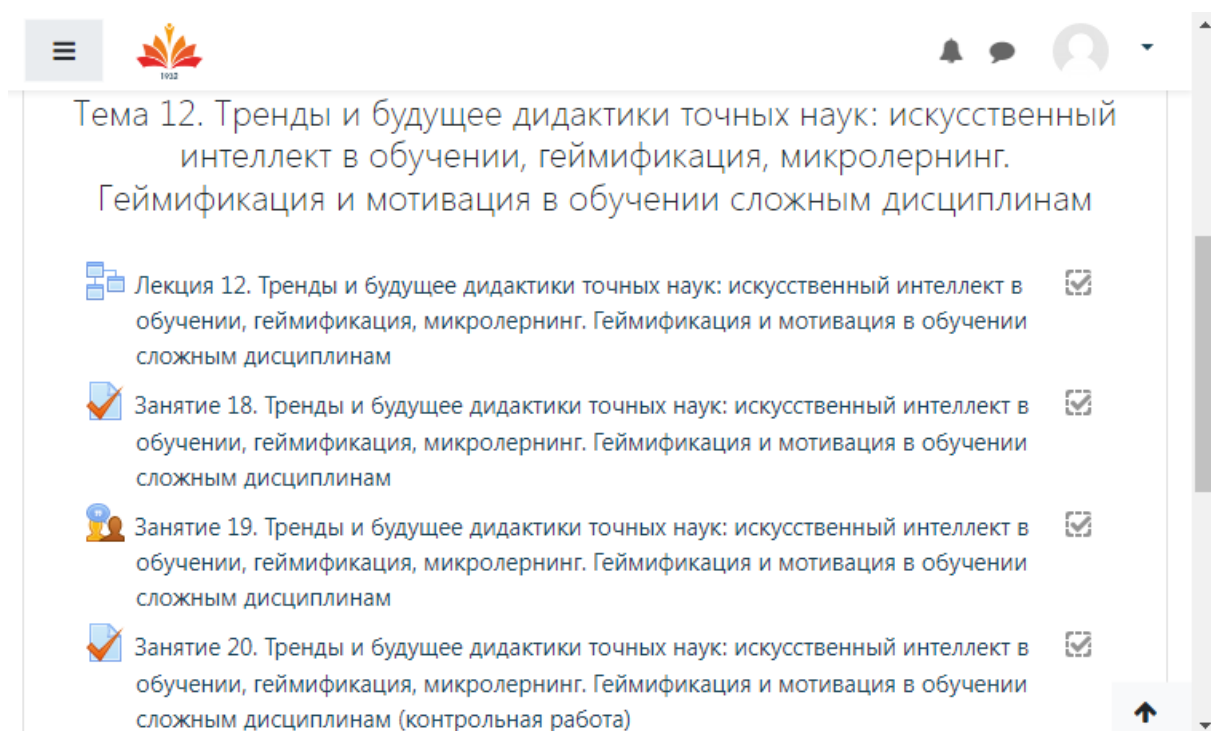 1932
Тема 12. Тренды и будущее дидактики точных наук: искусственный
интеллект в обучении, геймификация, микролернинг.
Геймификация и мотивация в обучении сложным дисциплинам
Лекция 12. Тренды и будущее дидактики точных наук: искусственный интеллект в
обучении, геймификация, микролернинг. Геймификация и мотивация в обучении
сложным дисциплинам
Занятие 18. Тренды и будущее дидактики точных наук: искусственный интеллект в
обучении, геймификация, микролернинг. Геймификация и мотивация в обучении
сложным дисциплинам
Занятие 19. Тренды и будущее дидактики точных наук: искусственный интеллект в
обучении, геймификация, микролернинг. Геймификация и мотивация в обучении
сложным дисциплинам
Занятие 20. Тренды и будущее дидактики точных наук: искусственный интеллект в
обучении, геймификация, микролернинг. Геймификация и мотивация в обучении
сложным дисциплинам (контрольная работа)